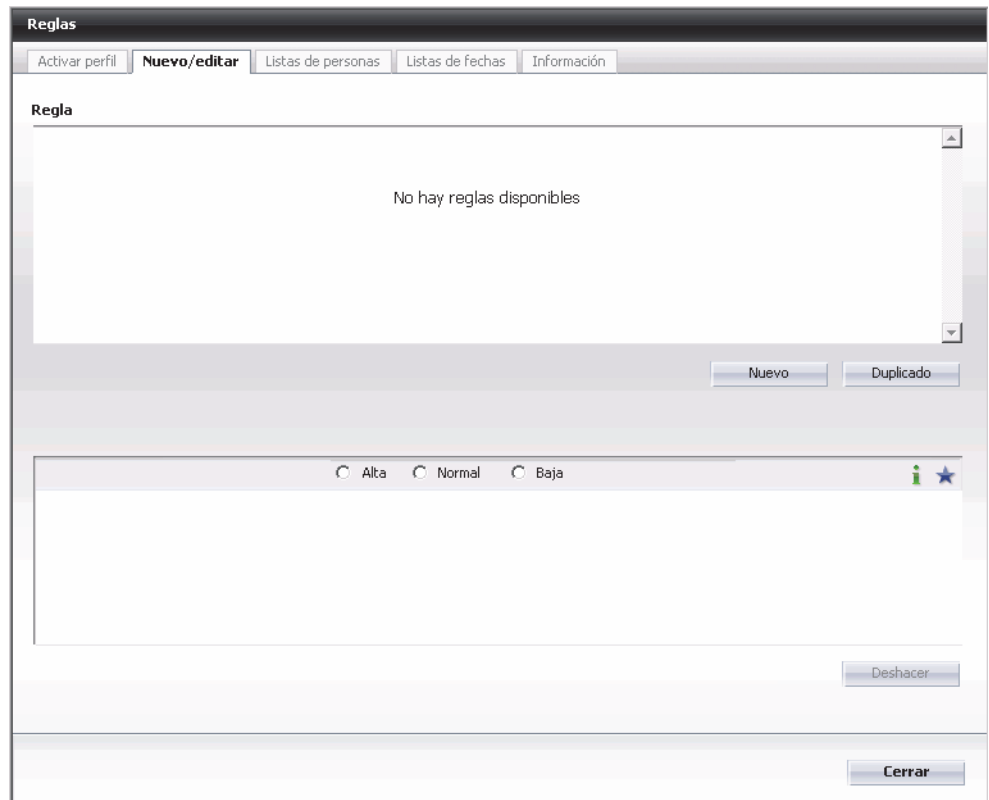 Reglas
Activar perfil Nuevo/editar Listas de personas Listas de fechas Información
Regla
No hay reglas disponibles
Nuevo Duplicado
Alta Normal Baja
Deshacer
Cerrar